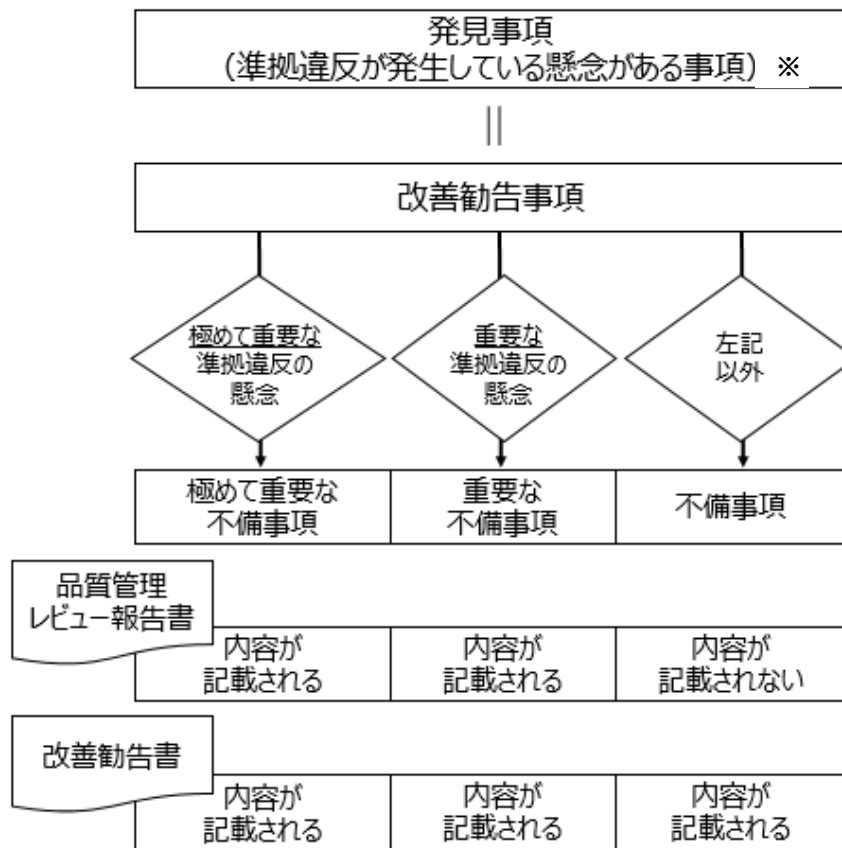 発見事項
（準拠違反が発生している懸念がある事項） ※
||
改善勧告事項
極めて重要な
準拠違反の
懸念
重要な
準拠違反の
懸念
左記
以外
極めて重要な
不備事項
重要な
不備事項
不備事項
品質管理
レビュー報告書
内容が
記載される
内容が
記載される
内容が
記載されない
改善勧告書
内容が
記載される
内容が
記載される
内容が
記載される